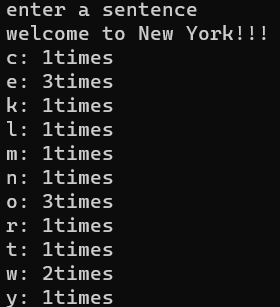 enter a sentence
welcome to New York!!!
c: 1times
e: 3times
k: 1times
l: 1times
m: 1times
n: 1times
o: 3times
r: 1times
t: 1times
w: 2times
y: 1times